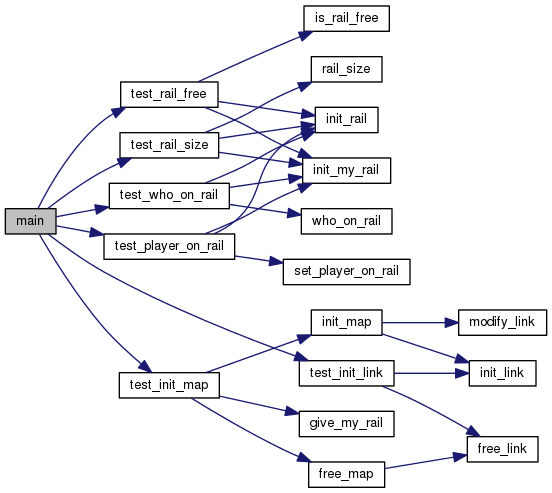 is_rail_free
rail_size
test_rail_free
init_rail
test_rail_size
init_my_rail
test_who_on_rail
main
who_on_rail
test_player_on_rail
set_player_on_rail
init_map
modify_link
test_init_link
init_link
test_init_map
give_my_rail
free_link
free_map